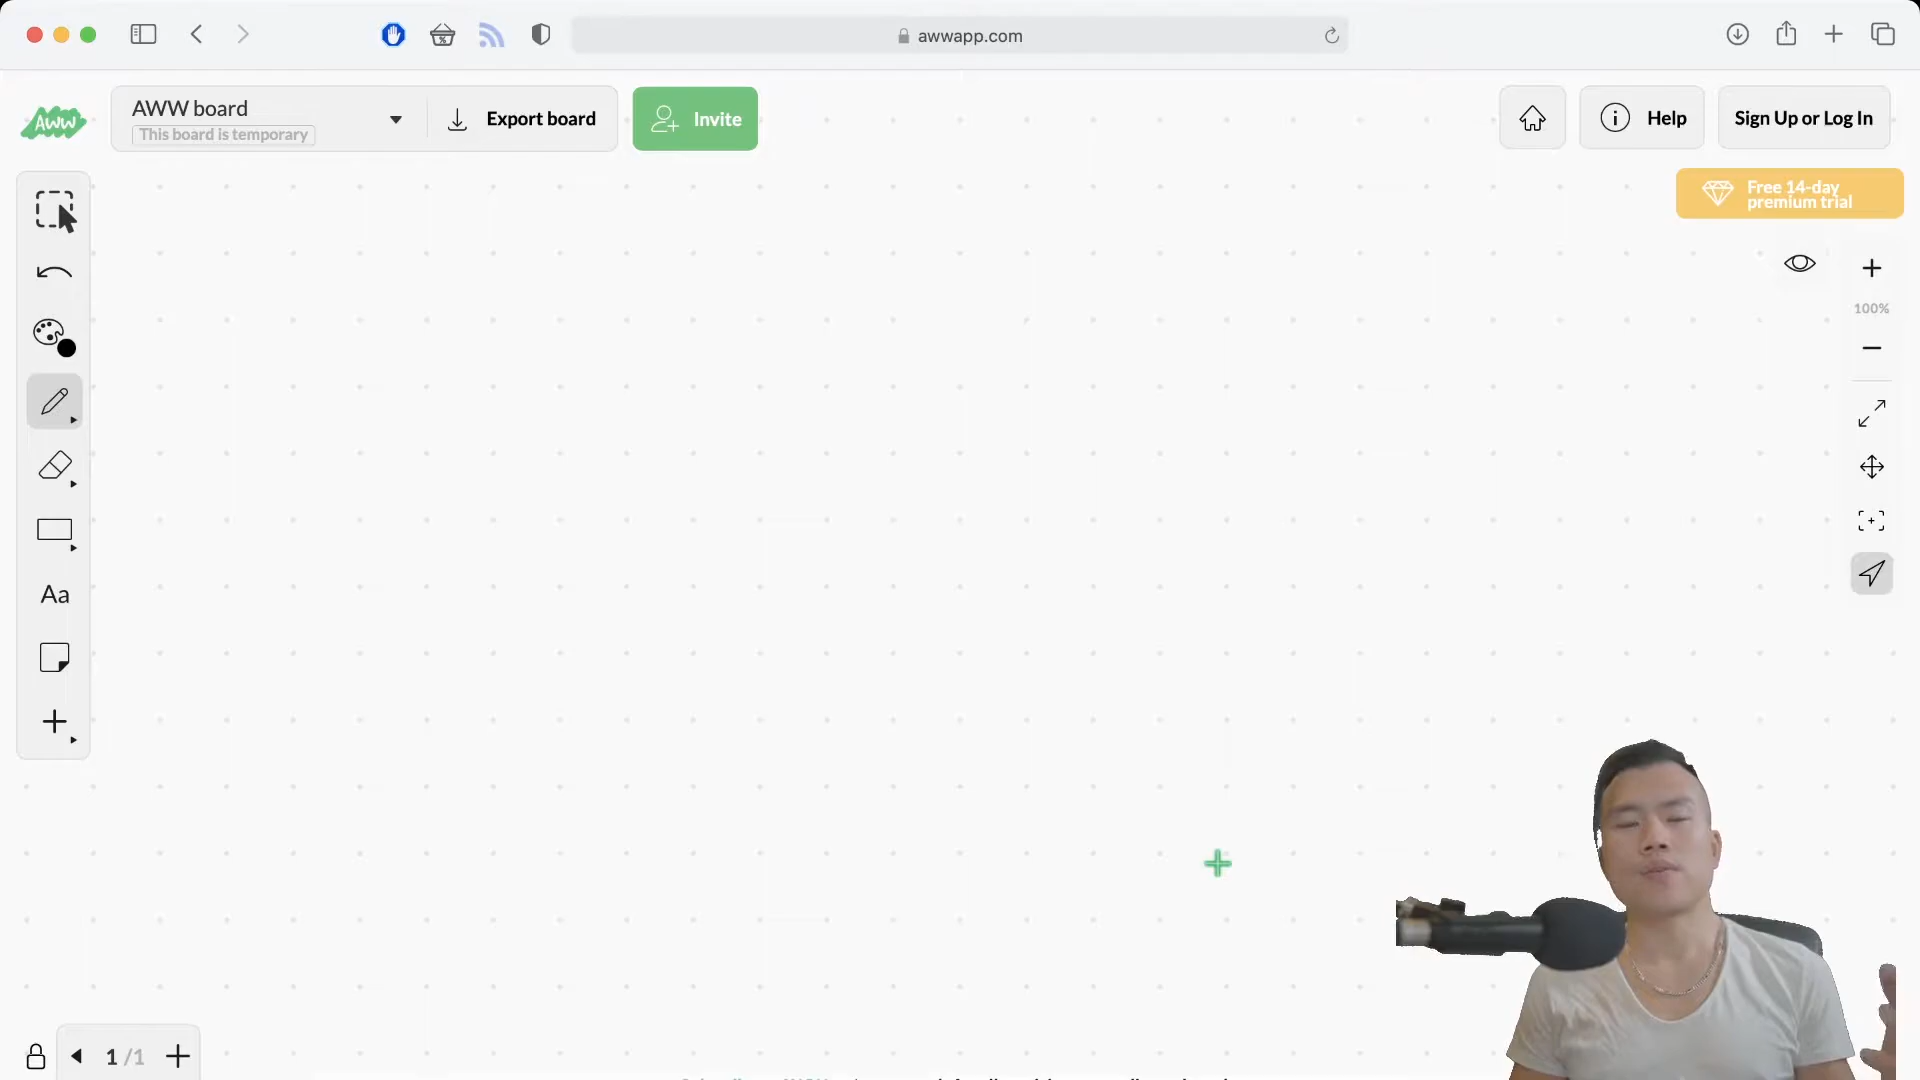 awwapp.com
AWW
AWW board
This board is temporary
Export board
Invite
Help
Sign Up or Log In
Free 14-day
premium trial
100%
Aa
1 /1